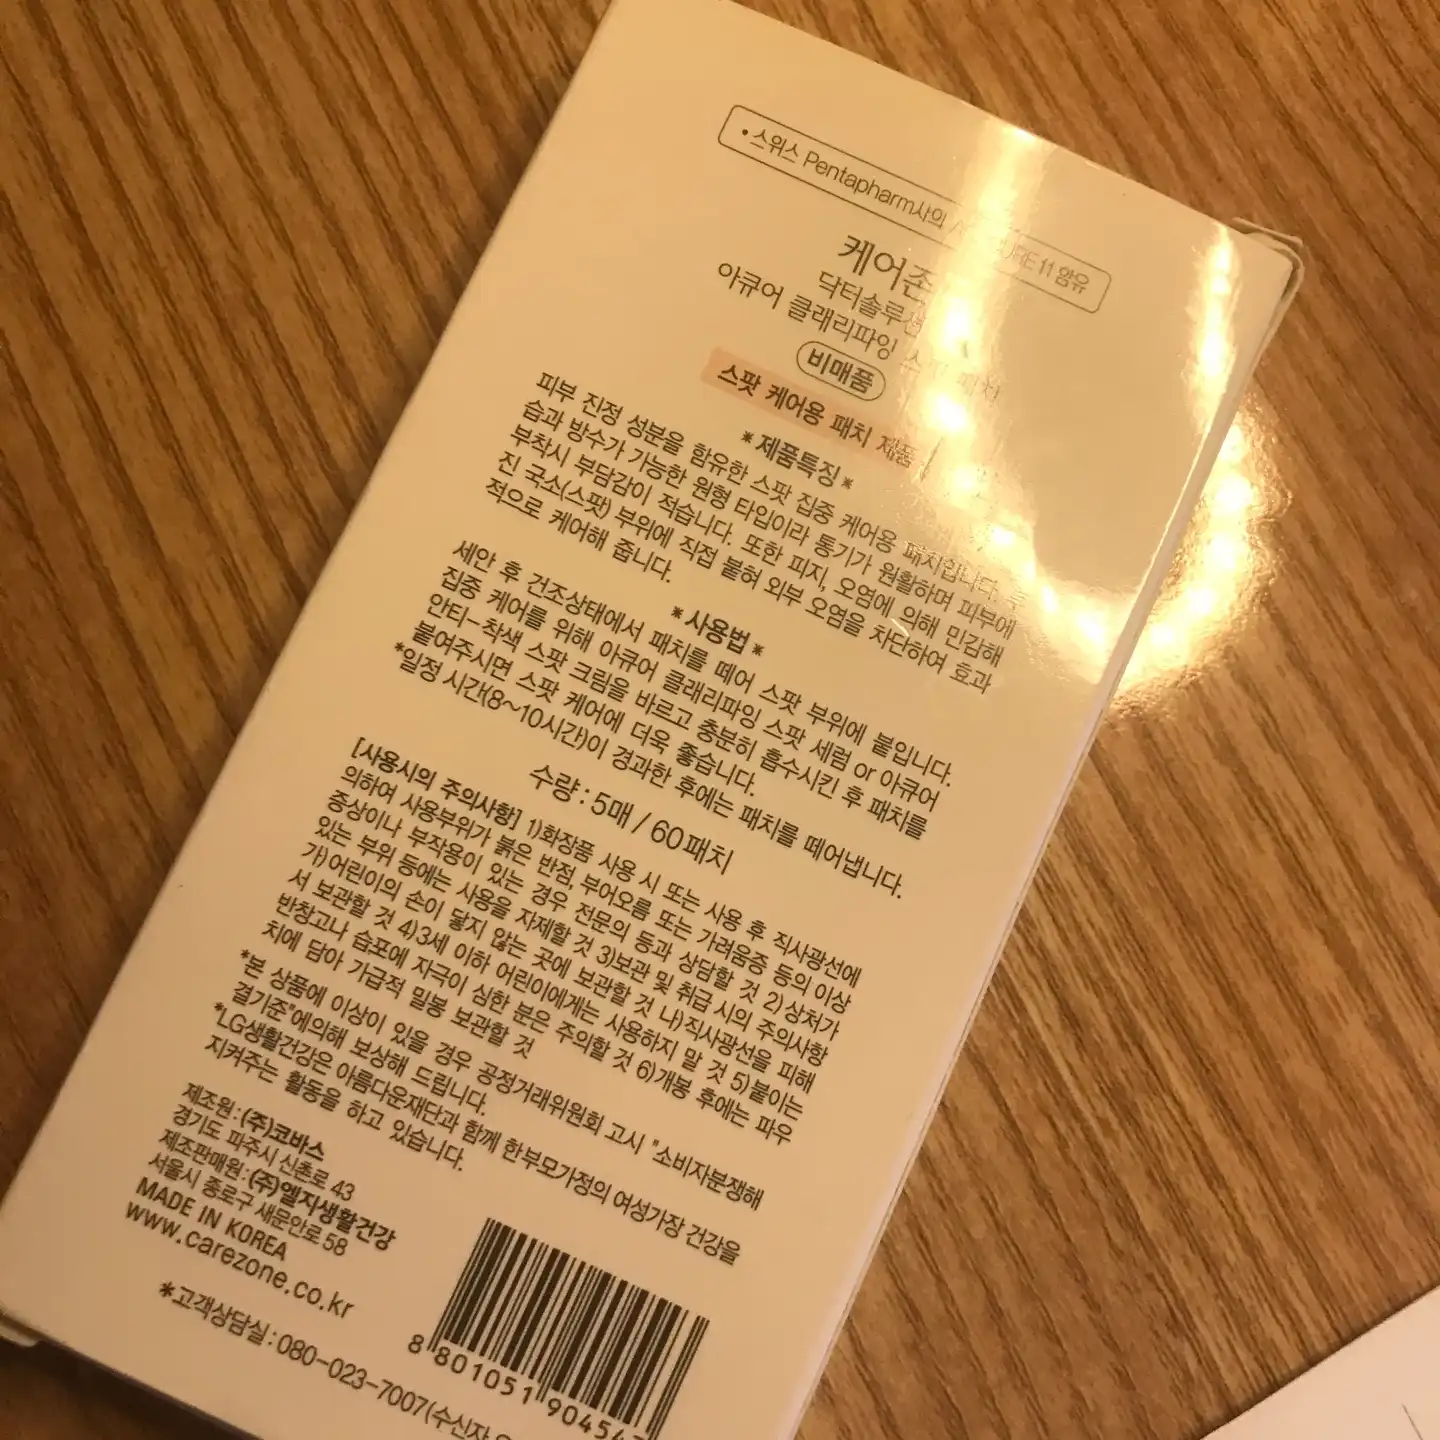 •스위스 Pentapharm사의 함유
케어존
닥터솔루션
아큐어 클래리파잉
비매품
스팟 케어용 패치 제품
*제품특징*
피부 진정 성분을 함유한 스팟 집중 케어용 패치입니다.
습과 방수가 가능한 원형 타입이라 통기가 원활하며 피부에
부착시 부담감이 적습니다. 또한 피지, 오염에 의해 민감해
진 국소(스팟) 부위에 직접 붙혀 외부 오염을 차단하여 효과
적으로 케어해 줍니다.
*사용법*
세안 후 건조상태에서 패치를 떼어 스팟 부위에 붙입니다.
집중 케어를 위해 아큐어 클래리파잉 스팟 세럼 or 아큐어
안티-착색 스팟 크림을 바르고 충분히 흡수시킨 후 패치를
붙여주시면 스팟 케어에 더욱 좋습니다.
*일정 시간(8~10시간)이 경과한 후에는 패치를 떼어냅니다.
수량 : 5매 / 60패치
[사용시의 주의사항] 1)화장품 사용 시 또는 사용 후 직사광선에
의하여 사용부위가 붉은 반점, 부어오름 또는 가려움증 등의 이상
증상이나 부작용이 있는 경우 전문의 등과 상담할 것 2)상처가
있는 부위 등에는 사용을 자제할 것 3)보관 및 취급 시의 주의사항
가)어린이의 손이 닿지 않는 곳에 보관할 것 나)직사광선을 피해
서 보관할 것 4)3세 이하 어린이에게는 사용하지 말 것 5)붙이는
반창고나 습포에 자극이 심한 분은 주의할 것 6)개봉 후에는 파우
치에 담아 가급적 밀봉 보관할 것
*본 상품에 이상이 있을 경우 공정거래위원회 고시 "소비자분쟁해
결기준"에의해 보상해 드립니다.
*LG생활건강은 아름다운재단과 함께 한부모가정의 여성가장 건강을
지켜주는 활동을 하고 있습니다.
제조원 : (주)코바스
경기도 파주시 신촌로 43
제조판매원 : (주)엘지생활건강
서울시 종로구 새문안로 58
MADE IN KOREA
www.carezone.co.kr
*고객상담실 : 080-023-7007(수신자
8 801051 90454